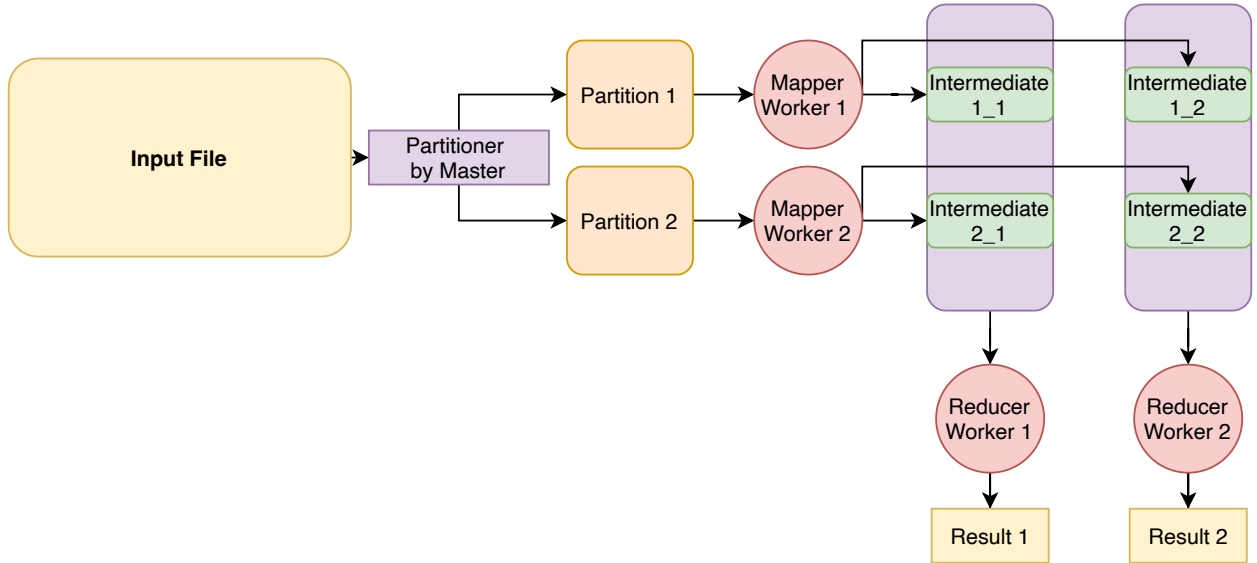 Input File
Partitioner
by Master
Partition 1
Mapper
Worker 1
Intermediate
1_1
Intermediate
1_2
Partition 2
Mapper
Worker 2
Intermediate
2_1
Intermediate
2_2
Reducer
Worker 1
Reducer
Worker 2
Result 1
Result 2